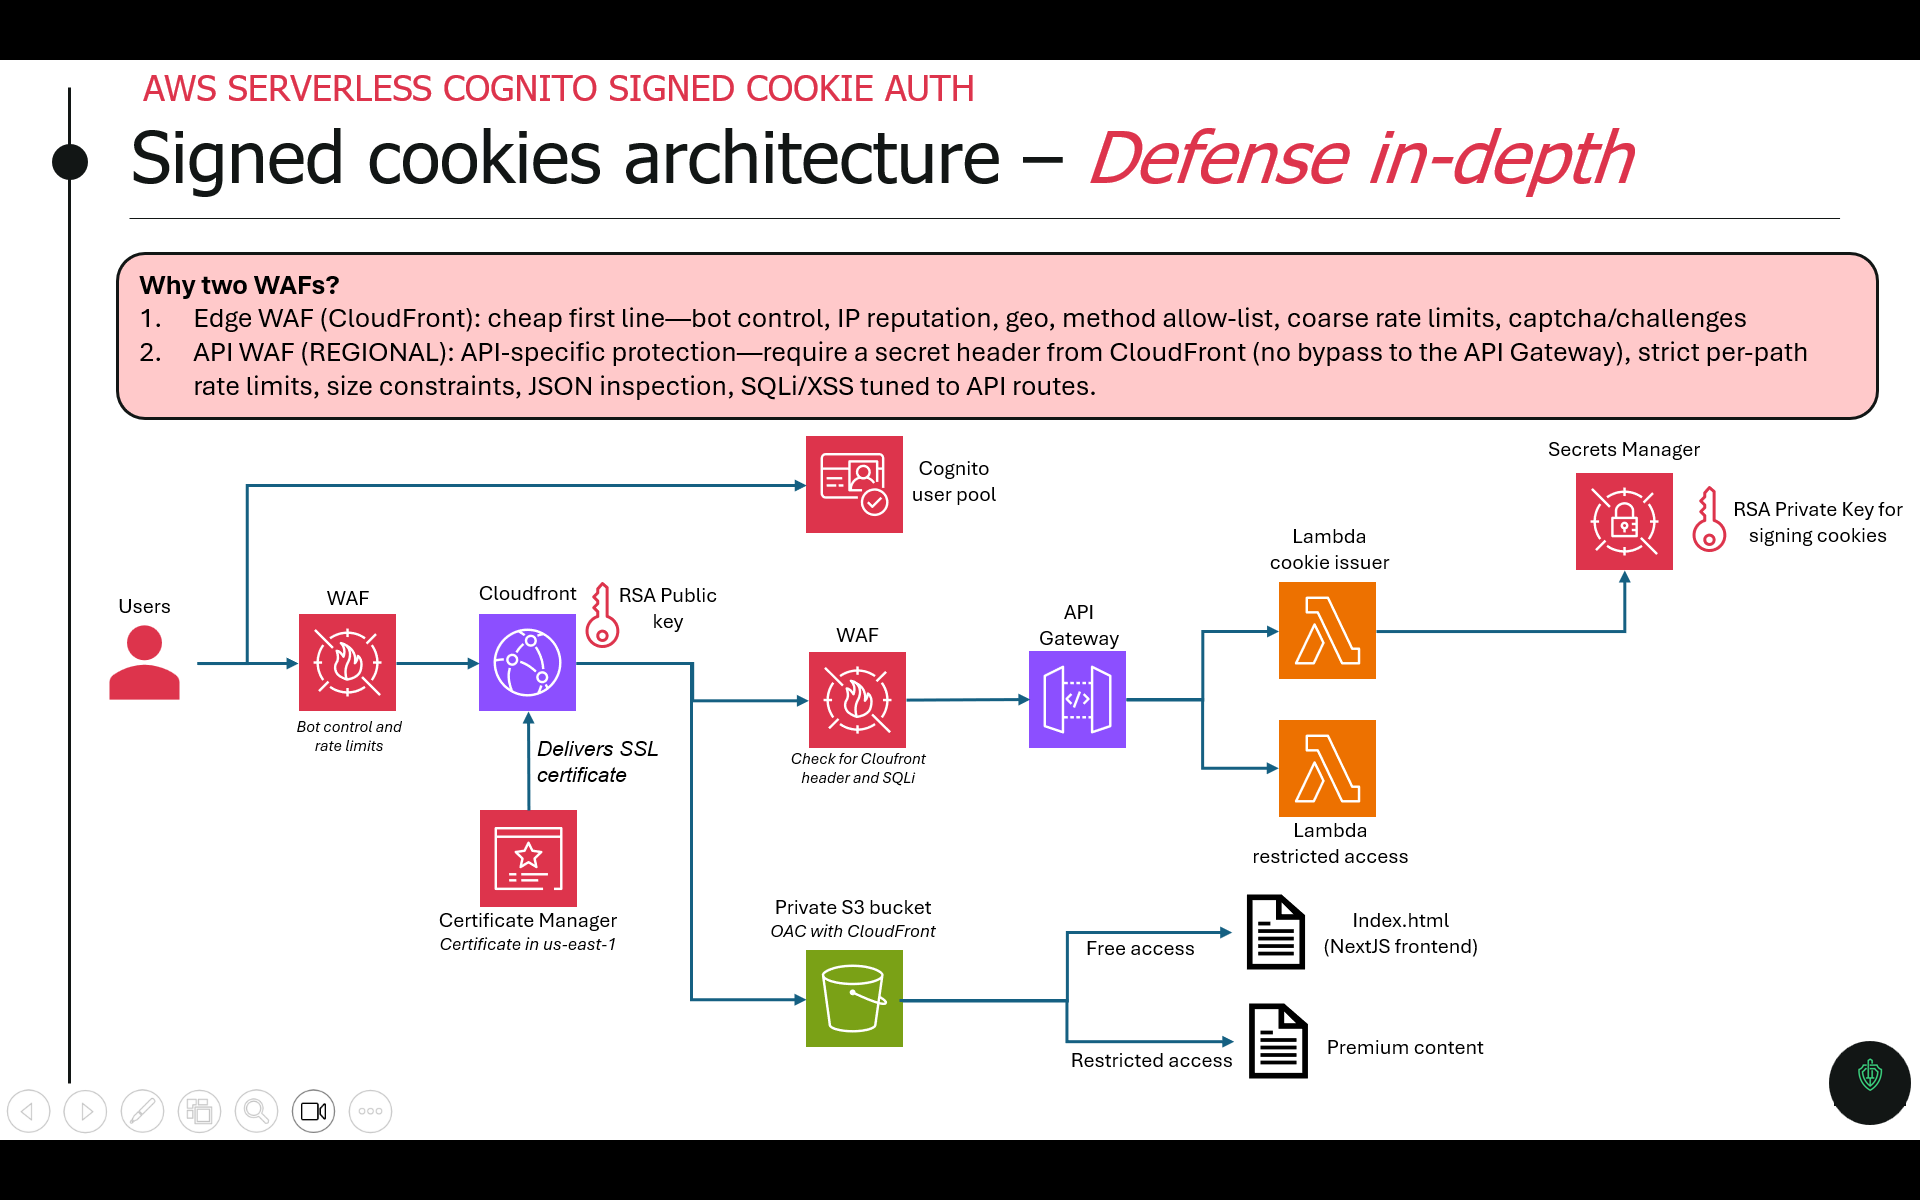 AWS SERVERLESS COGNITO SIGNED COOKIE AUTH
Signed cookies architecture – Defense in-depth
Why two WAFs?
1. Edge WAF (CloudFront): cheap first line—bot control, IP reputation, geo, method allow-list, coarse rate limits, captcha/challenges
2. API WAF (REGIONAL): API-specific protection—require a secret header from CloudFront (no bypass to the API Gateway), strict per-path
rate limits, size constraints, JSON inspection, SQLi/XSS tuned to API routes.
Cognito
user pool
Secrets Manager
RSA Private Key for
signing cookies
Lambda
cookie issuer
Users
WAF
Bot control and
rate limits
Cloudfront
RSA Public
key
WAF
Check for Cloufront
header and SQLi
API
Gateway
Delivers SSL
certificate
Lambda
restricted access
Certificate Manager
Certificate in us-east-1
Private S3 bucket
OAC with CloudFront
Free access
Index.html
(NextJS frontend)
Restricted access
Premium content